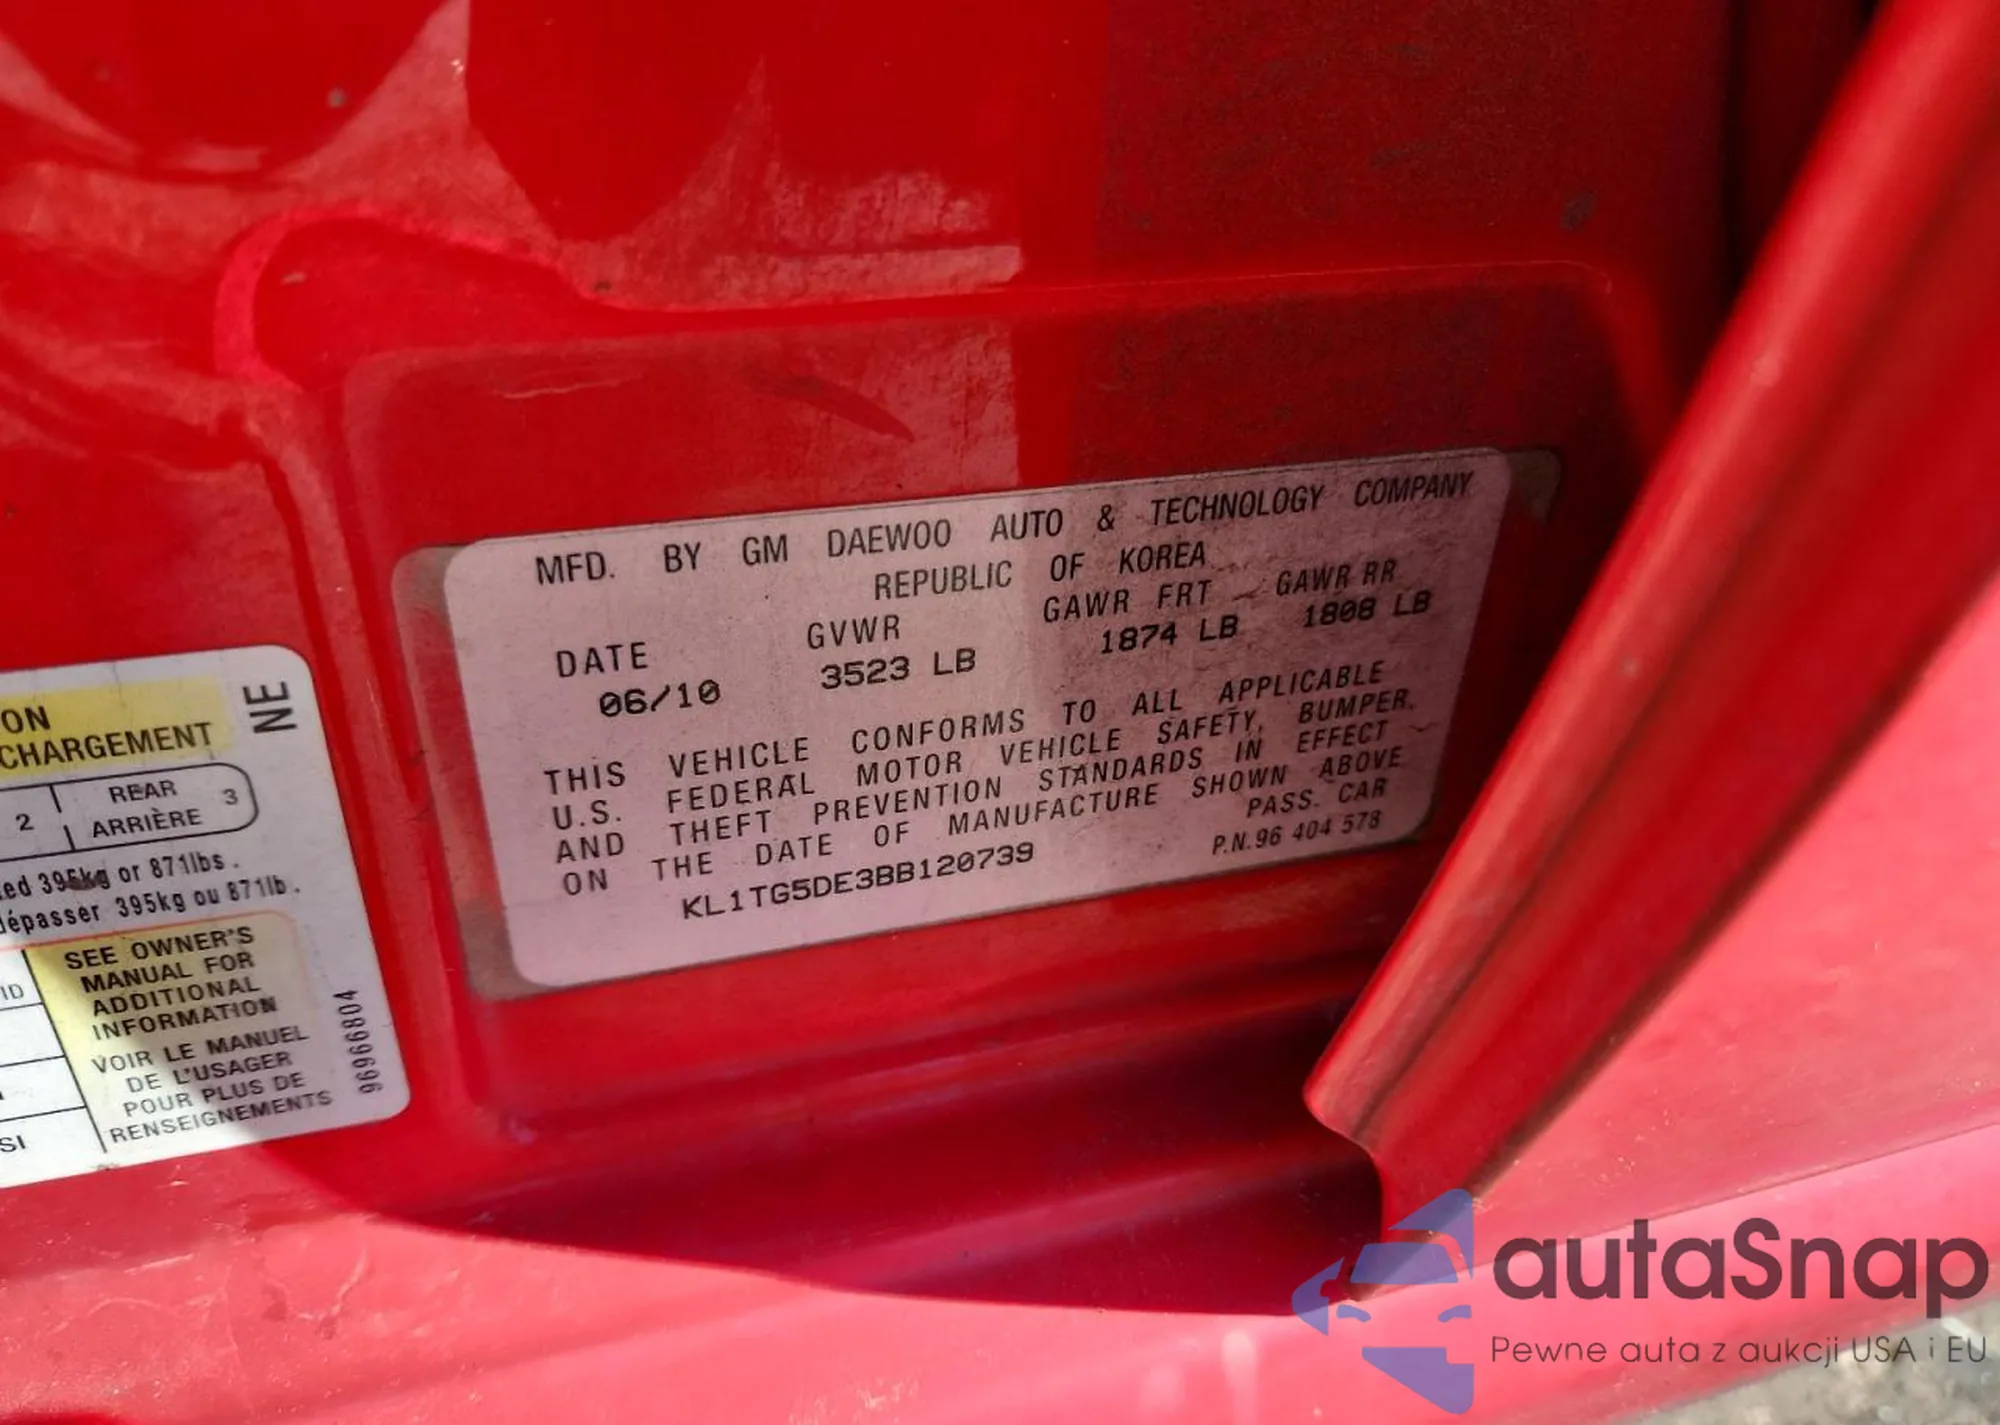 MFD. BY GM DAEWOO AUTO & TECHNOLOGY COMPANY
REPUBLIC OF KOREA
DATE GVWR GAWR FRT GAWR RR
06/10 3523 LB 1874 LB 1808 LB
THIS VEHICLE CONFORMS TO ALL APPLICABLE
U.S. FEDERAL MOTOR VEHICLE SAFETY, BUMPER,
AND THEFT PREVENTION STANDARDS IN EFFECT
ON THE DATE OF MANUFACTURE SHOWN ABOVE
PASS. CAR
KL1TG5DE3BB120739
P.N. 96 404 578
ON
CHARGEMENT
NE
2 REAR 3
ARRIÈRE
ed 395kg or 871lbs.
dépasser 395kg ou 871lb.
SEE OWNER'S
MANUAL FOR
ADDITIONAL
INFORMATION
VOIR LE MANUEL
DE L'USAGER
POUR PLUS DE
RENSEIGNEMENTS
ID
SI
96966804
autaSnap
Pewne auta z aukcji USA i EU